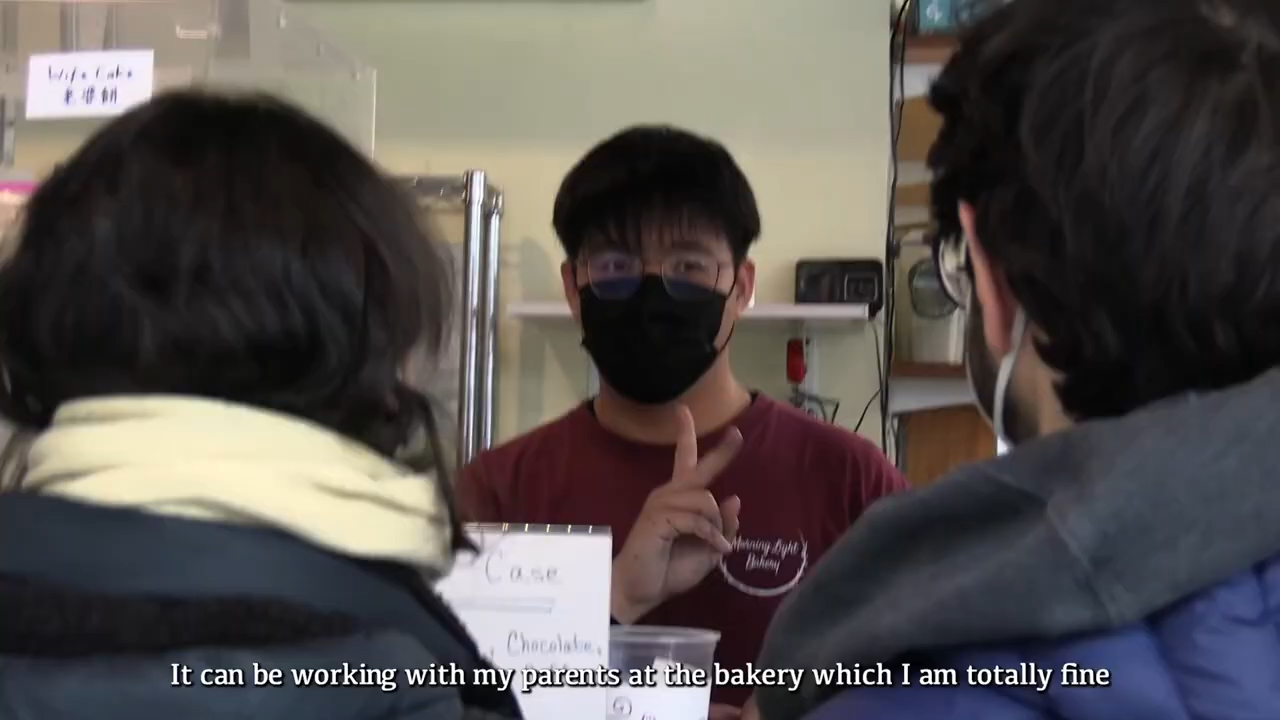 Wife Cake
老婆餅
Morning Light
Bakery
Case
Chocolate,
It can be working with my parents at the bakery which I am totally fine